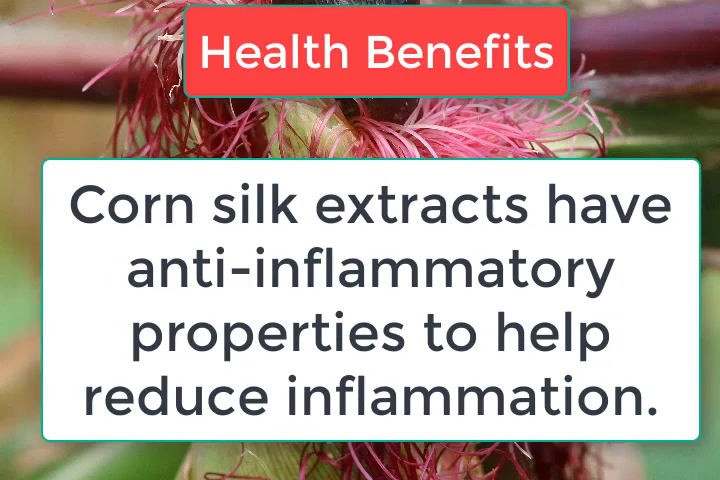 Health Benefits
Corn silk extracts have
anti-inflammatory
properties to help
reduce inflammation.